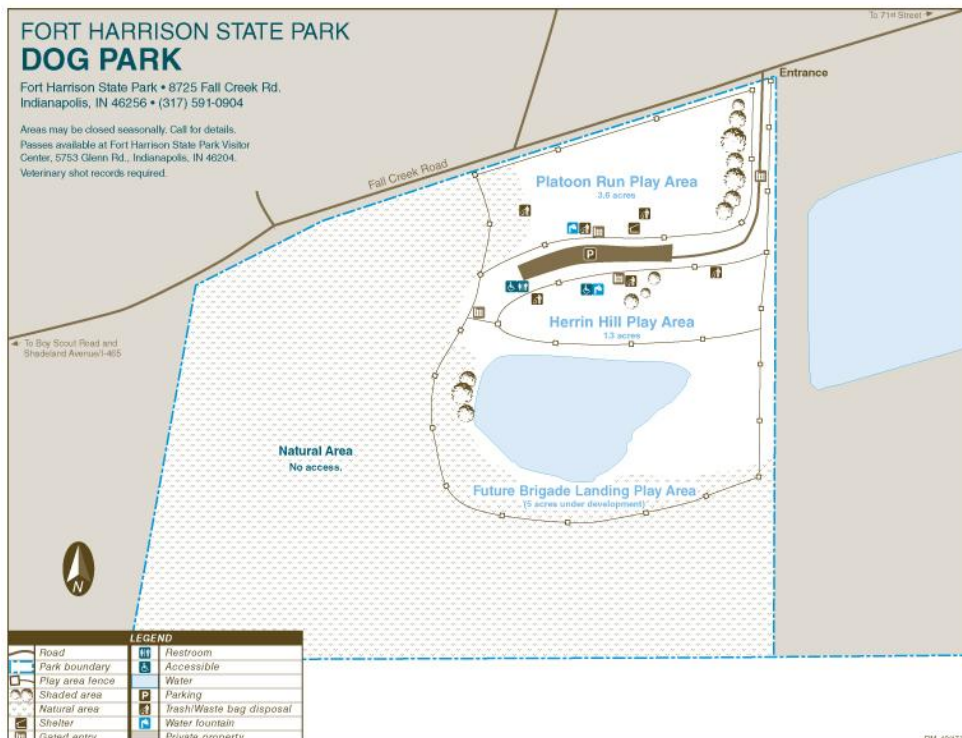 FORT HARRISON STATE PARK
DOG PARK
Fort Harrison State Park • 8725 Fall Creek Rd.
Indianapolis, IN 46256 • (317) 591-0904
Areas may be closed seasonally. Call for details.
Passes available at Fort Harrison State Park Visitor
Center, 5753 Glenn Rd., Indianapolis, IN 46204.
Veterinary shot records required.
To 71st Street
Entrance
Fall Creek Road
Platoon Run Play Area
3.6 acres
P
Herrin Hill Play Area
1.3 acres
To Boy Scout Road and
Shadeland Avenue/I-465
Natural Area
No access.
Future Brigade Landing Play Area
(5 acres under development)
N
LEGEND
Road
Park boundary
Play area fence
Shaded area
Natural area
Shelter
Gated entry
Restroom
Accessible
Water
P Parking
Trash/Waste bag disposal
Water fountain
Private property